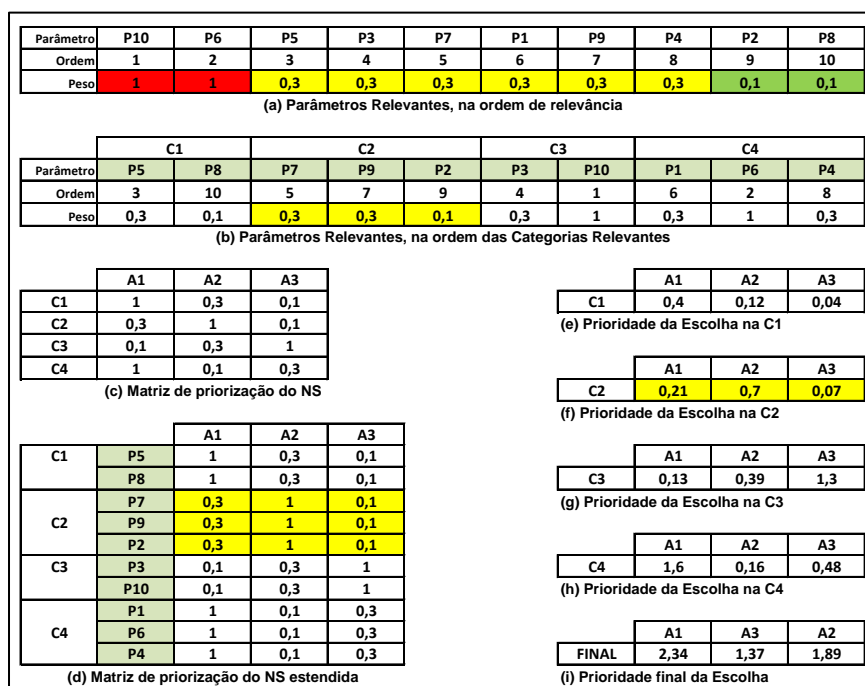 Parâmetro P10 P6 P5 P3 P7 P1 P9 P4 P2 P8
Ordem 1 2 3 4 5 6 7 8 9 10
Peso 1 1 0,3 0,3 0,3 0,3 0,3 0,3 0,1 0,1
(a) Parâmetros Relevantes, na ordem de relevância
C1 C2 C3 C4
Parâmetro P5 P8 P7 P9 P2 P3 P10 P1 P6 P4
Ordem 3 10 5 7 9 4 1 6 2 8
Peso 0,3 0,1 0,3 0,3 0,1 0,3 1 0,3 1 0,3
(b) Parâmetros Relevantes, na ordem das Categorias Relevantes
A1 A2 A3
C1 1 0,3 0,1
C2 0,3 1 0,1
C3 0,1 0,3 1
C4 1 0,1 0,3
(c) Matriz de priorização do NS
A1 A2 A3
C1 P5 1 0,3 0,1
P8 1 0,3 0,1
P7 0,3 1 0,1
C2 P9 0,3 1 0,1
P2 0,3 1 0,1
C3 P3 0,1 0,3 1
P10 0,1 0,3 1
P1 1 0,1 0,3
C4 P6 1 0,1 0,3
P4 1 0,1 0,3
(d) Matriz de priorização do NS estendida
A1 A2 A3
C1 0,4 0,12 0,04
(e) Prioridade da Escolha na C1
A1 A2 A3
C2 0,21 0,7 0,07
(f) Prioridade da Escolha na C2
A1 A2 A3
C3 0,13 0,39 1,3
(g) Prioridade da Escolha na C3
A1 A2 A3
C4 1,6 0,16 0,48
(h) Prioridade da Escolha na C4
A1 A3 A2
FINAL 2,34 1,37 1,89
(i) Prioridade final da Escolha